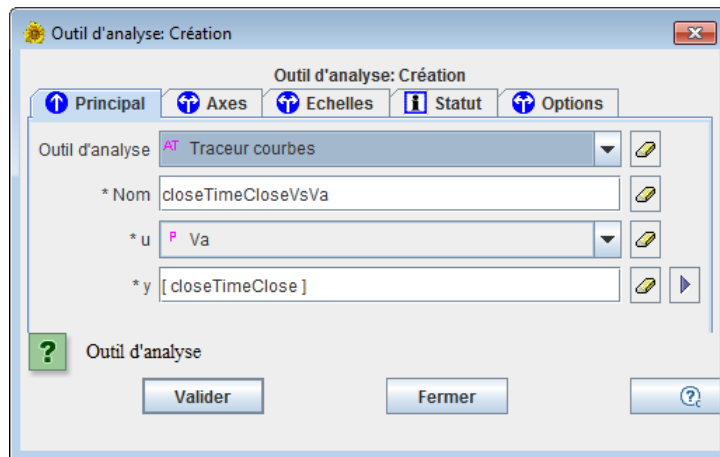 Outil d'analyse: Création
Outil d'analyse: Création
Principal Axes Echelles Statut Options
Outil d'analyse AT Traceur courbes
* Nom closeTimeCloseVsVa
* u P Va
* y [ closeTimeClose ]
? Outil d'analyse
Valider Fermer ?